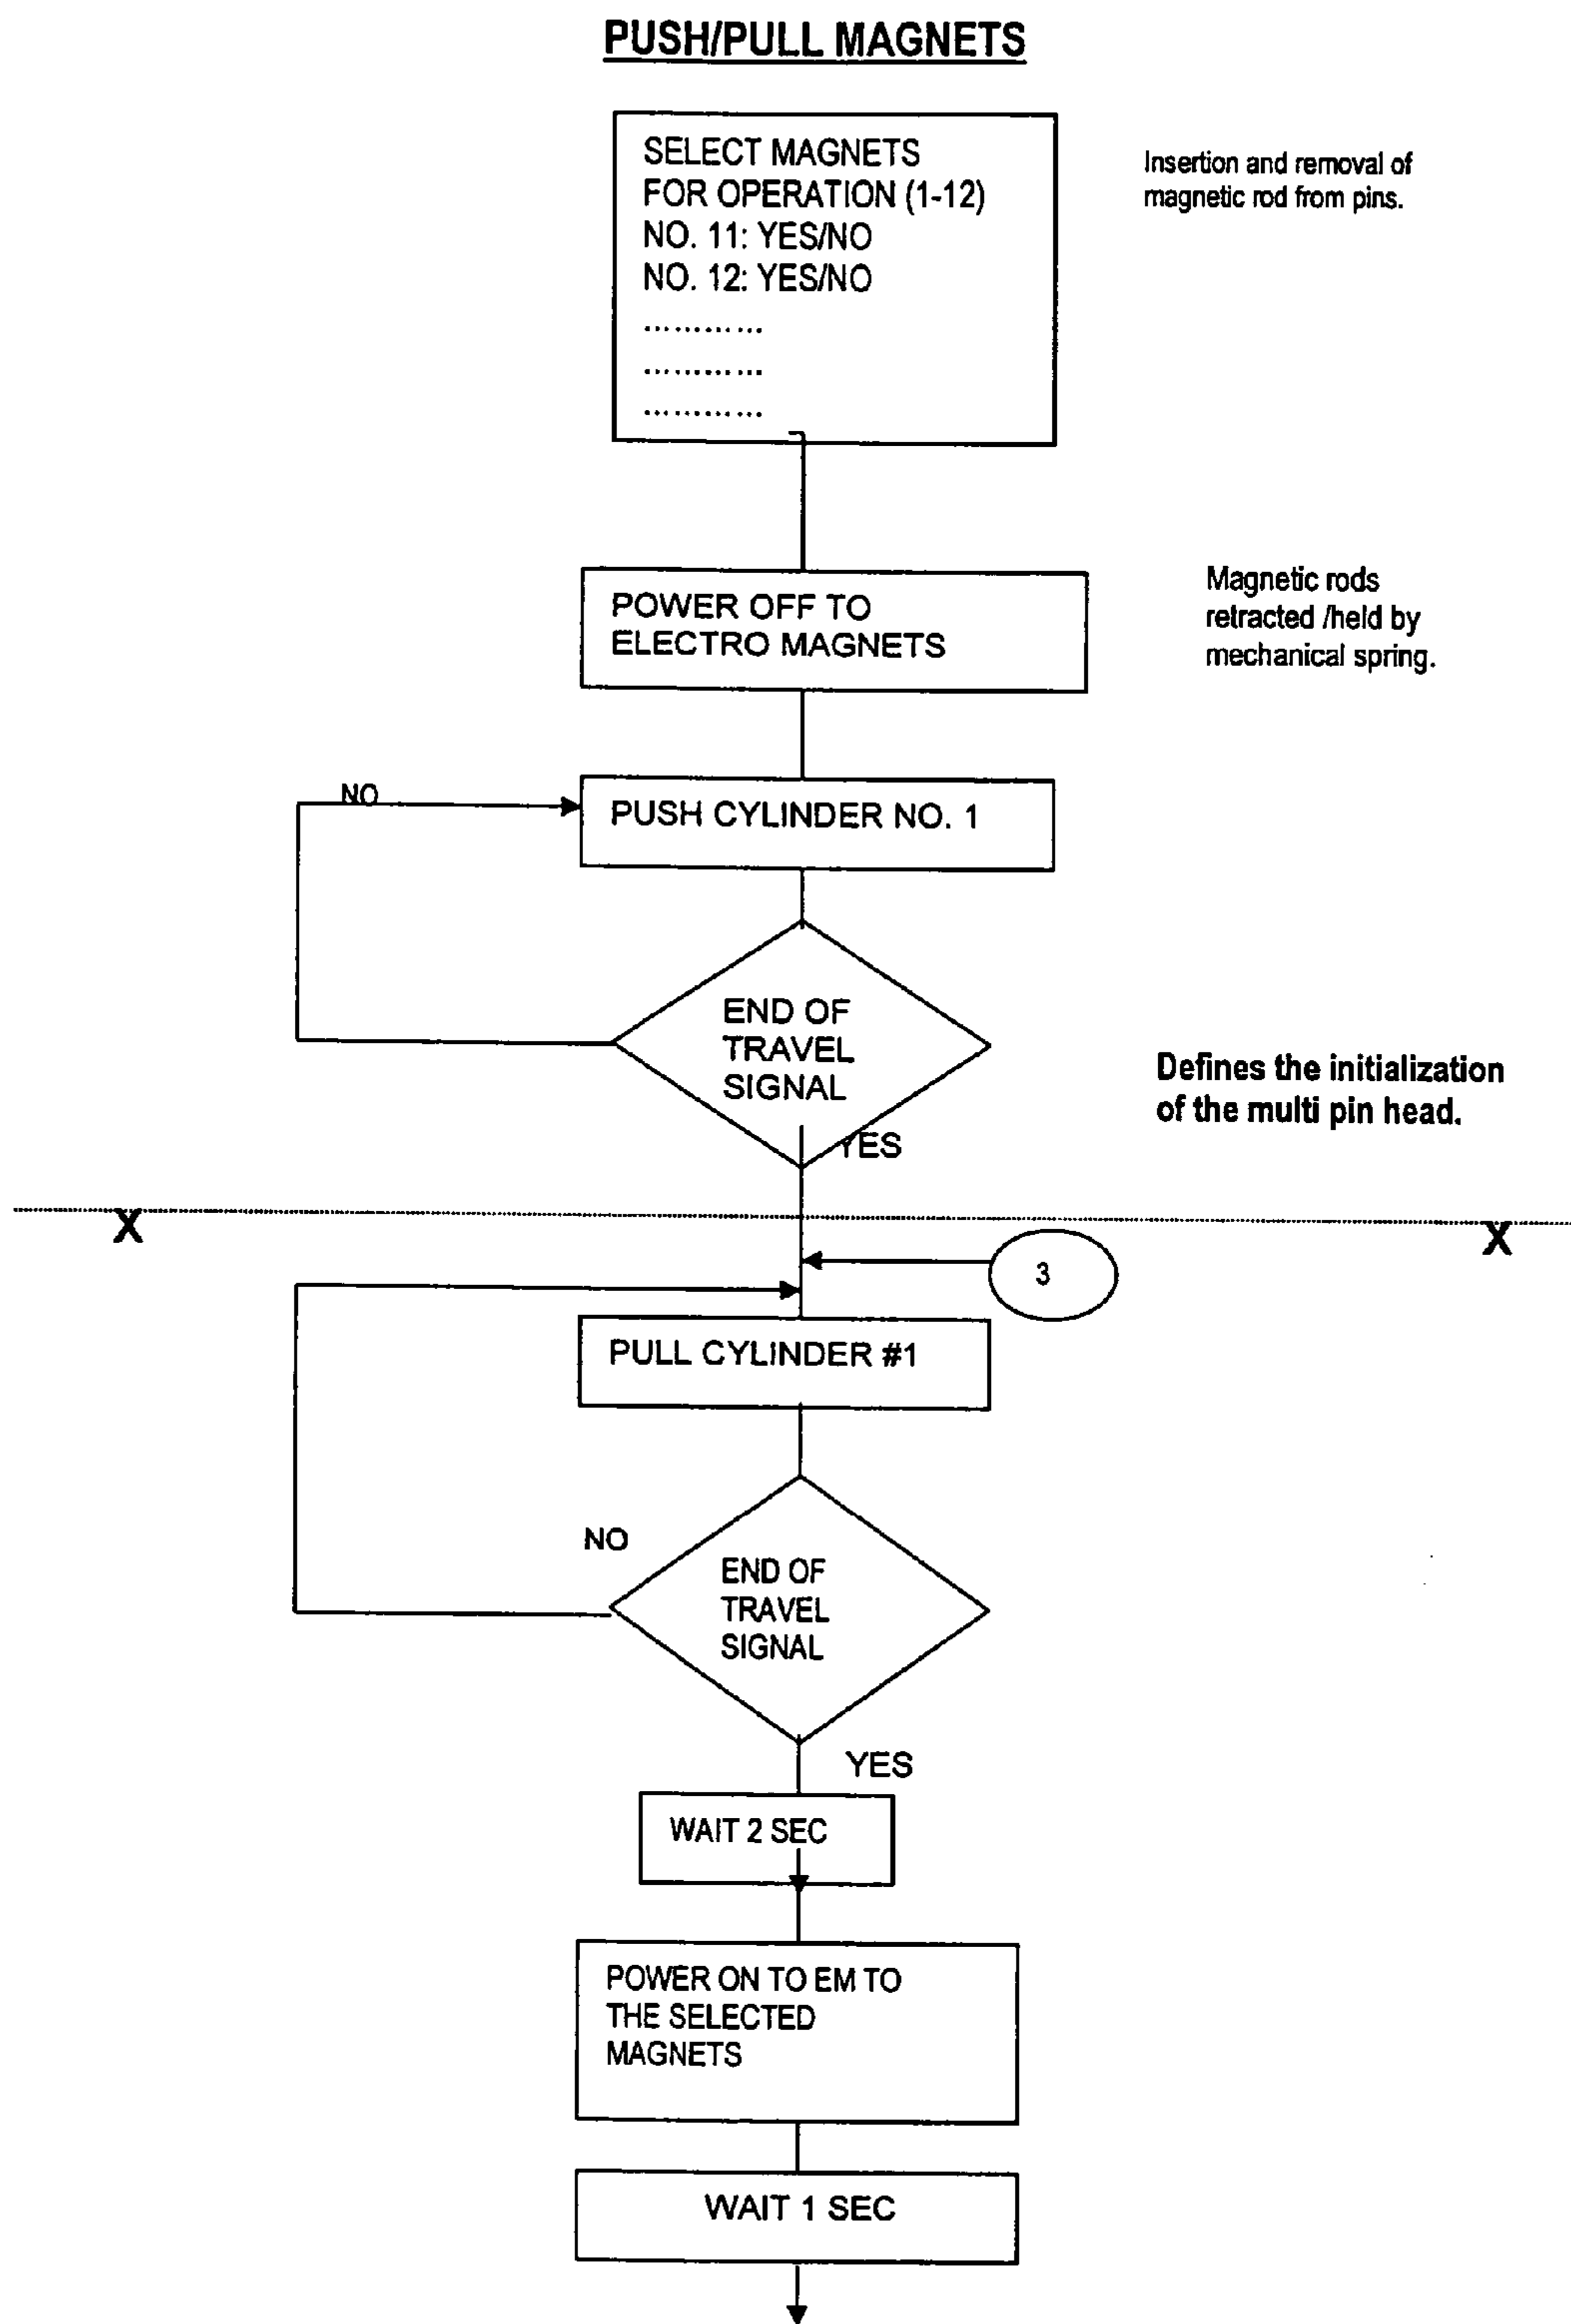 PUSH/PULL MAGNETS
SELECT MAGNETS
FOR OPERATION (1-12)
NO. 11: YES/NO
NO. 12: YES/NO
............
............
............
Insertion and removal of
magnetic rod from pins.
POWER OFF TO
ELECTRO MAGNETS
Magnetic rods
retracted /held by
mechanical spring.
NO
PUSH CYLINDER NO. 1
END OF
TRAVEL
SIGNAL
YES
Defines the initialization
of the multi pin head.
X
X
3
PULL CYLINDER #1
NO
END OF
TRAVEL
SIGNAL
YES
WAIT 2 SEC
POWER ON TO EM TO
THE SELECTED
MAGNETS
WAIT 1 SEC